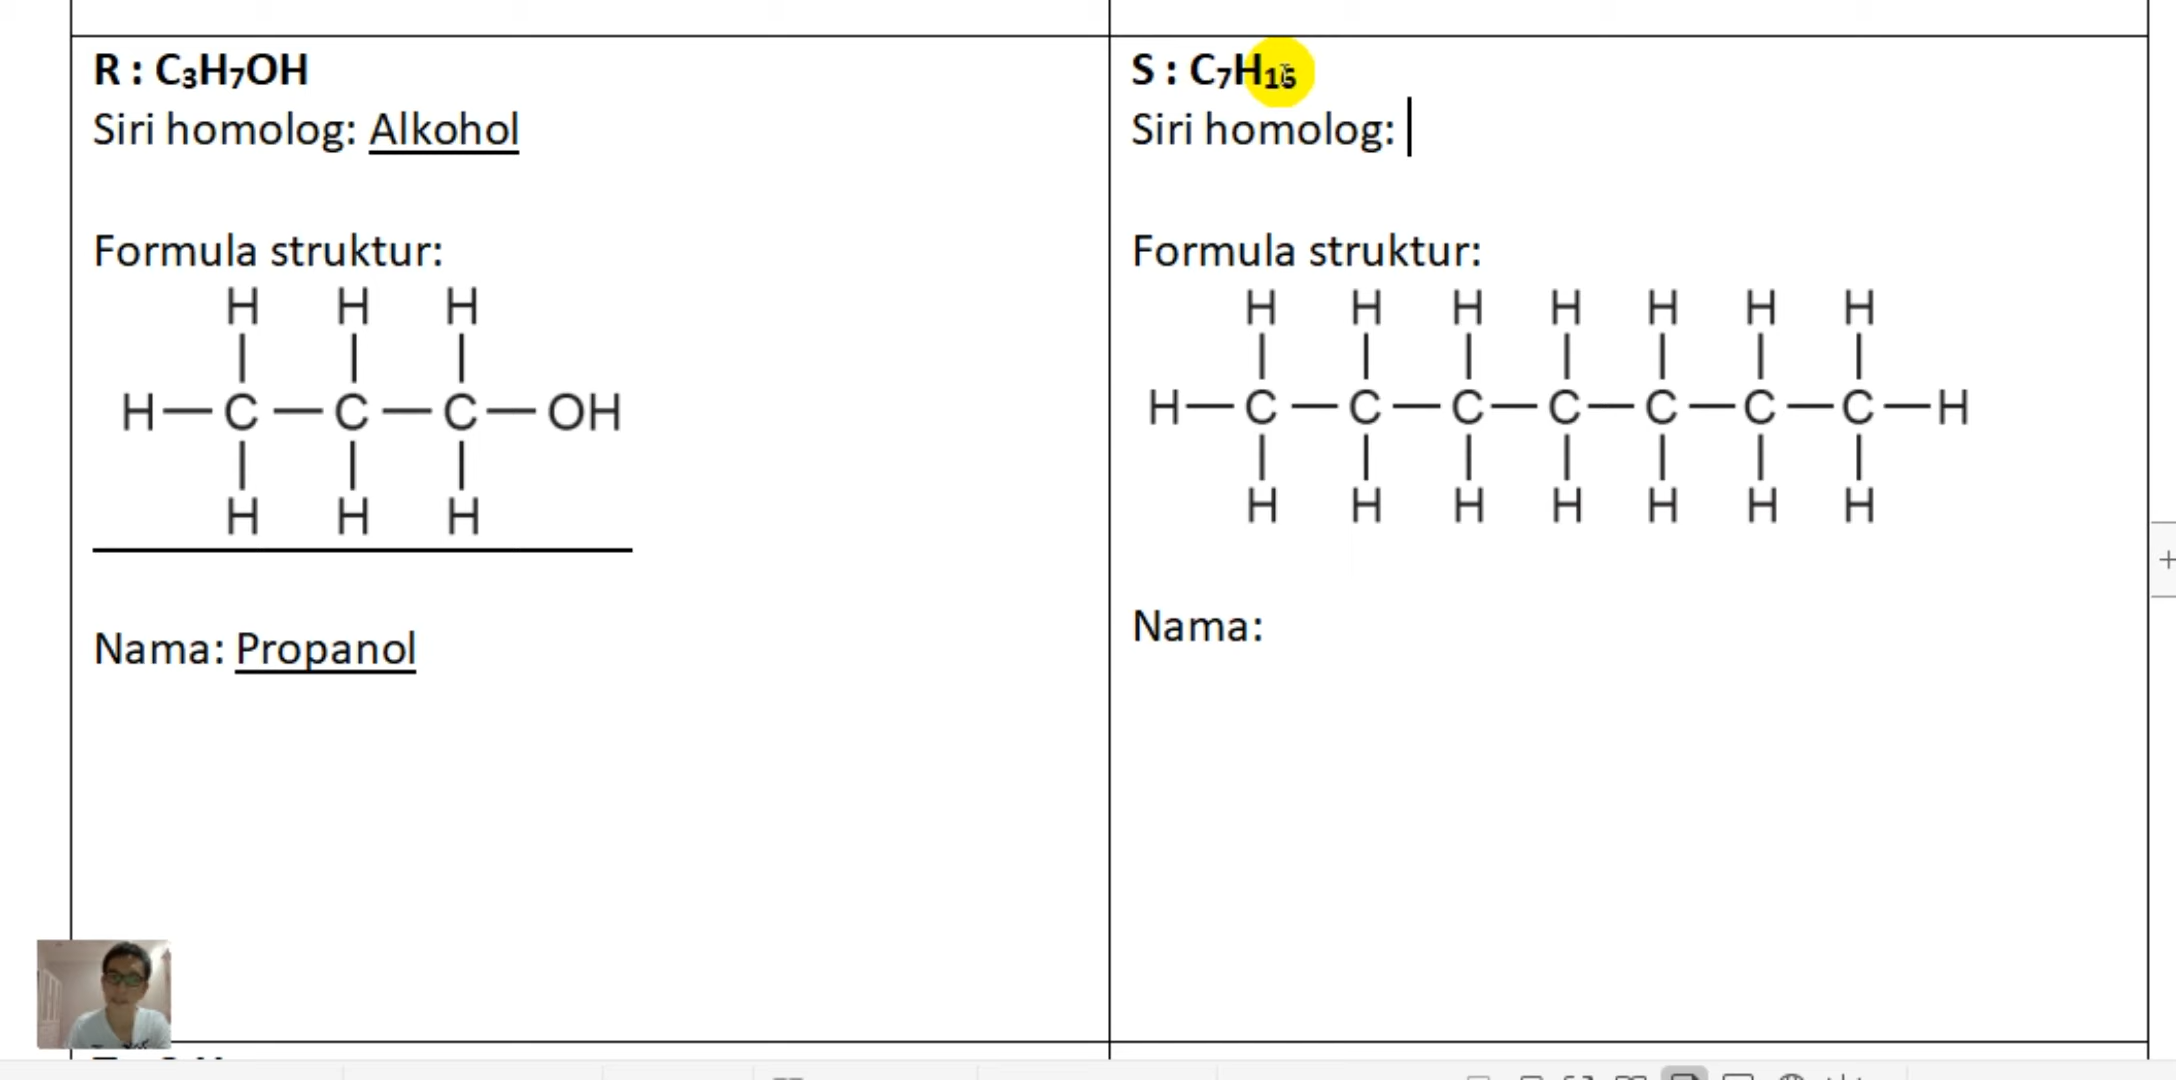 R : C₃H₇OH
Siri homolog: Alkohol
Formula struktur:
H H H
H—C—C—C—OH
H H H
Nama: Propanol
S : C₇H₁₆
Siri homolog:
Formula struktur:
H H H H H H H
H—C—C—C—C—C—C—C—H
H H H H H H H
Nama: